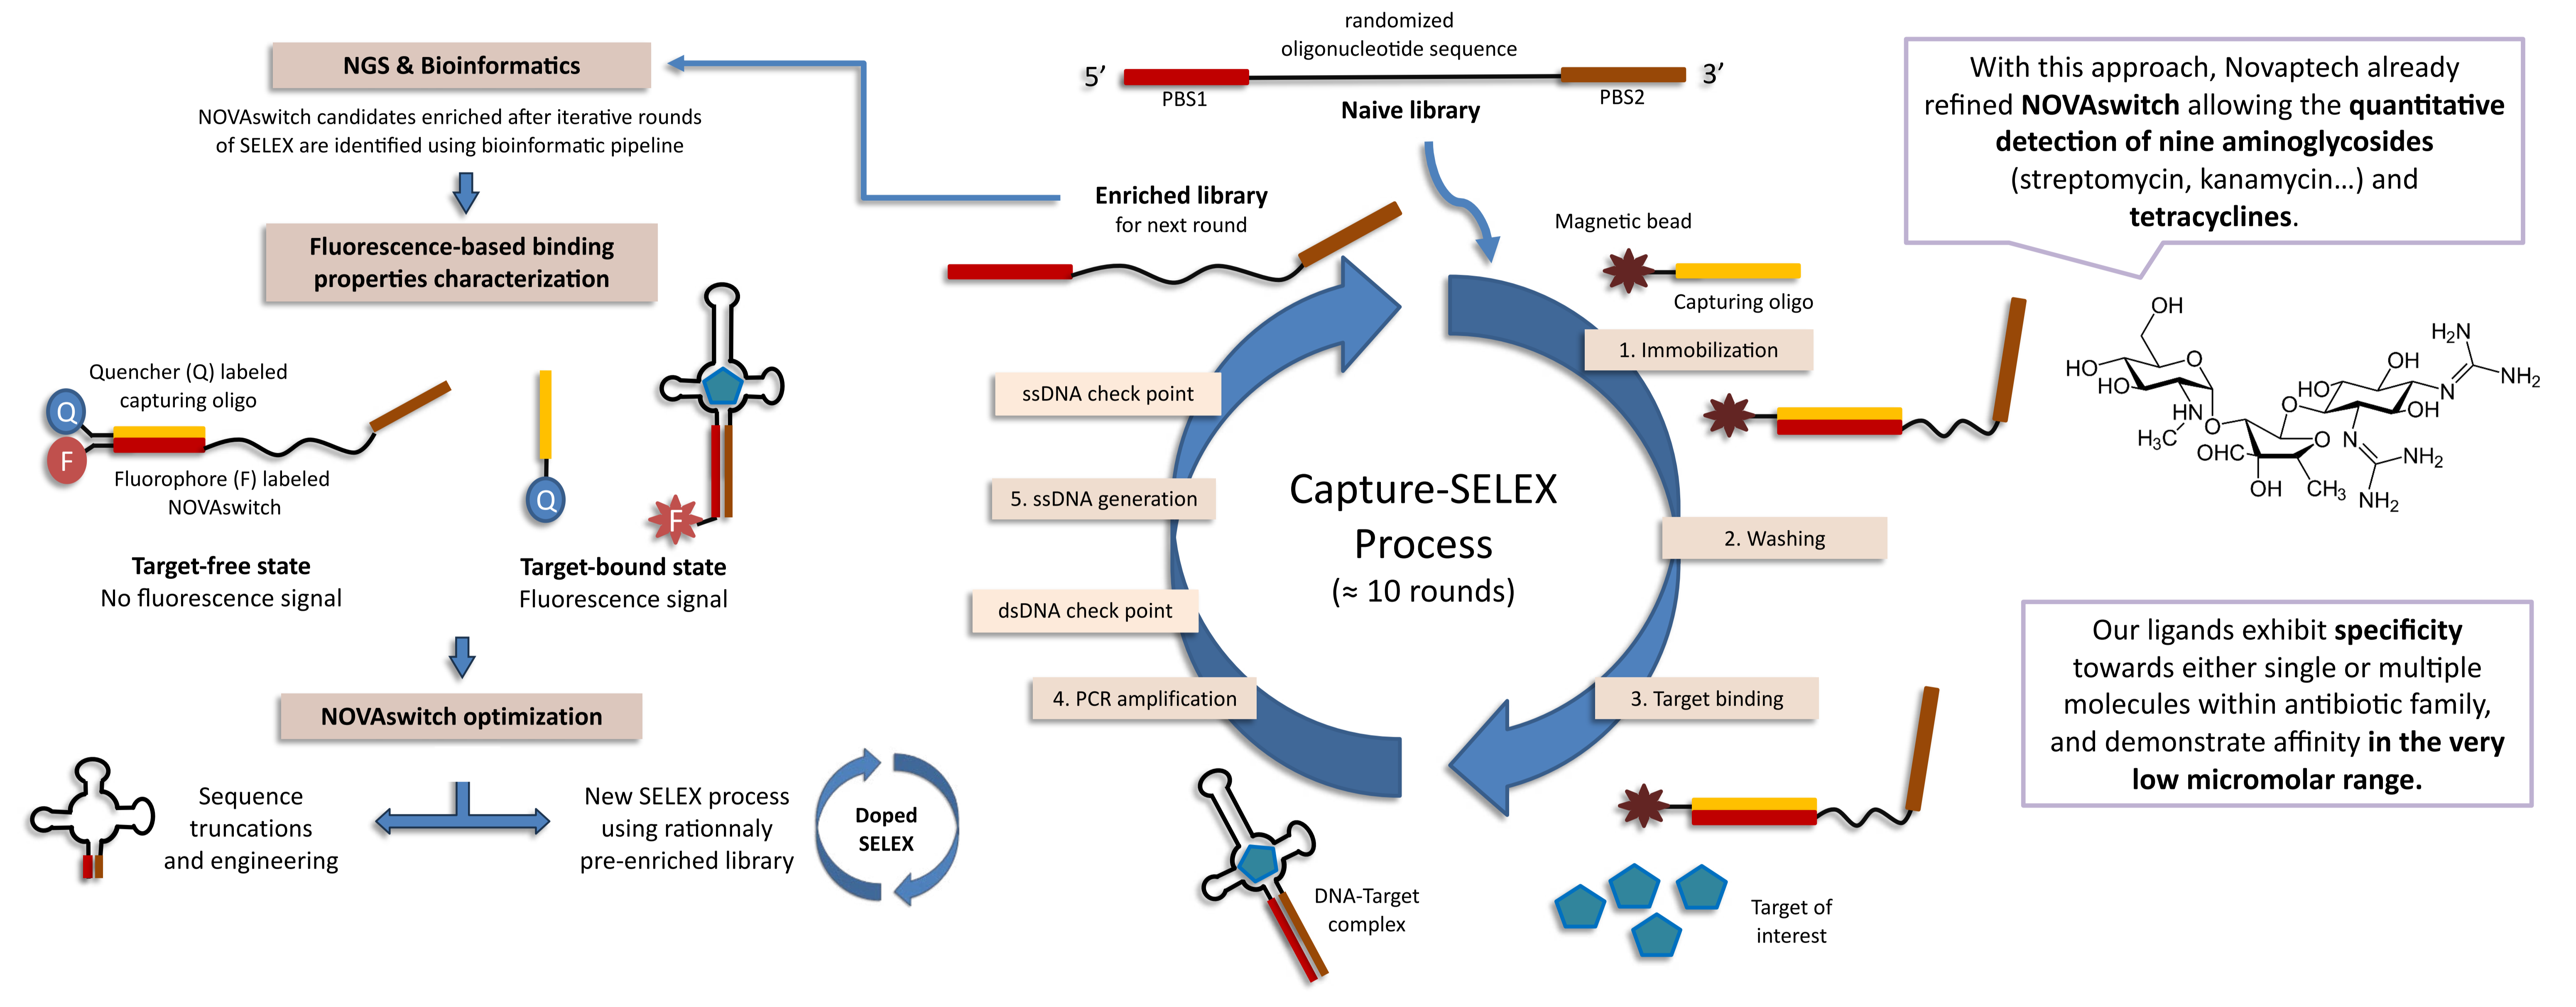 NGS & Bioinformatics
NOVAswitch candidates enriched after iterative rounds
of SELEX are identified using bioinformatic pipeline
Fluorescence-based binding
properties characterization
Quencher (Q) labeled
capturing oligo
Q
F
Fluorophore (F) labeled
NOVAswitch
Target-free state
No fluorescence signal
Q
F
Target-bound state
Fluorescence signal
NOVAswitch optimization
Sequence
truncations
and engineering
New SELEX process
using rationnaly
pre-enriched library
Doped
SELEX
randomized
oligonucleotide sequence
5’
3’
PBS1
PBS2
Naive library
Enriched library
for next round
Magnetic bead
Capturing oligo
1. Immobilization
2. Washing
3. Target binding
Target of
interest
DNA-Target
complex
4. PCR amplification
dsDNA check point
5. ssDNA generation
ssDNA check point
Capture-SELEX
Process
(≈ 10 rounds)
With this approach, Novaptech already
refined NOVAswitch allowing the quantitative
detection of nine aminoglycosides
(streptomycin, kanamycin...) and
tetracyclines.
OH
H₂N
HO
O
OH
NH₂
HO
HO
N
HN
O
O
OH
H₃C
O
N
NH₂
OHC
OH
CH₃
NH₂
Our ligands exhibit specificity
towards either single or multiple
molecules within antibiotic family,
and demonstrate affinity in the very
low micromolar range.